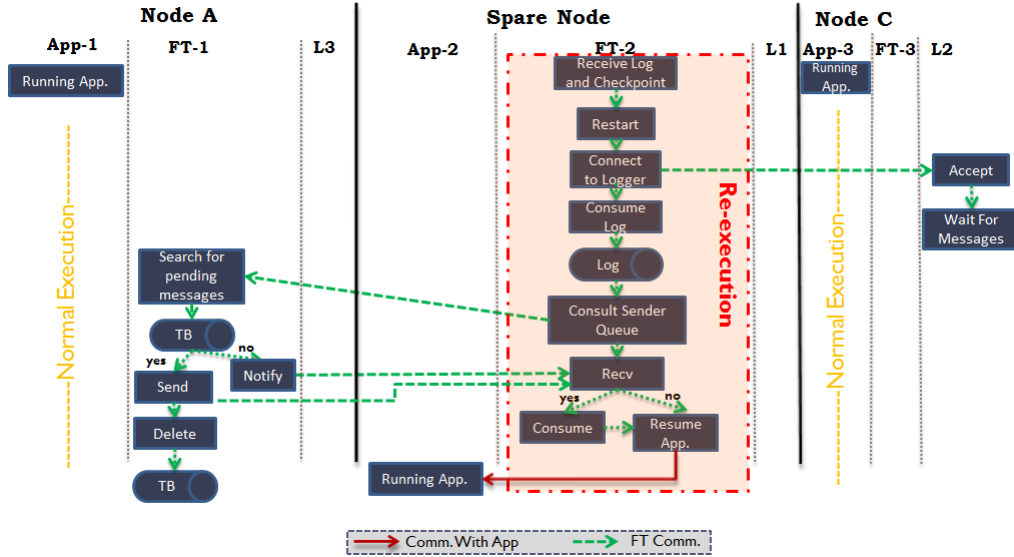 Node A
Spare Node
Node C
App-1
FT-1
L3
App-2
FT-2
L1
App-3
FT-3
L2
Running App.
Receive Log
and Checkpoint
Running
App.
Restart
Connect
to Logger
Accept
Consume
Log
Wait For
Messages
Log
Search for
pending
messages
Consult Sender
Queue
TB
yes
no
Send
Notify
Recv
yes
no
Delete
Consume
Resume
App.
TB
Running App.
-----Normal Execution-----
Re-execution
-----Normal Execution-----
Comm. With App
FT Comm.